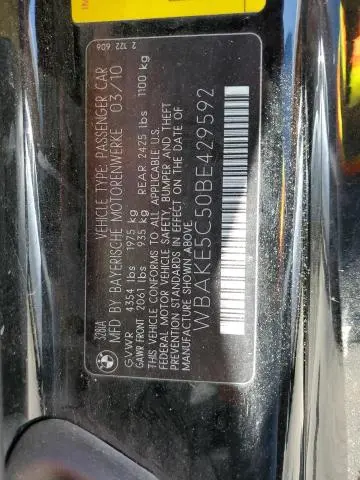 328IA
VEHICLE TYPE: PASSENGER CAR
MFD BY BAYERISCHE MOTORENWERKE 03/10
GVWR 4354 lbs 1975 kg
GAWR FRONT 2061 lbs 935 kg REAR 2425 lbs 1100 kg
THIS VEHICLE CONFORMS TO ALL APPLICABLE U.S.
FEDERAL MOTOR VEHICLE SAFETY, BUMPER AND THEFT
PREVENTION STANDARDS IN EFFECT ON THE DATE OF
MANUFACTURE SHOWN ABOVE.
WBAKE5C50BE429592
2 122 606